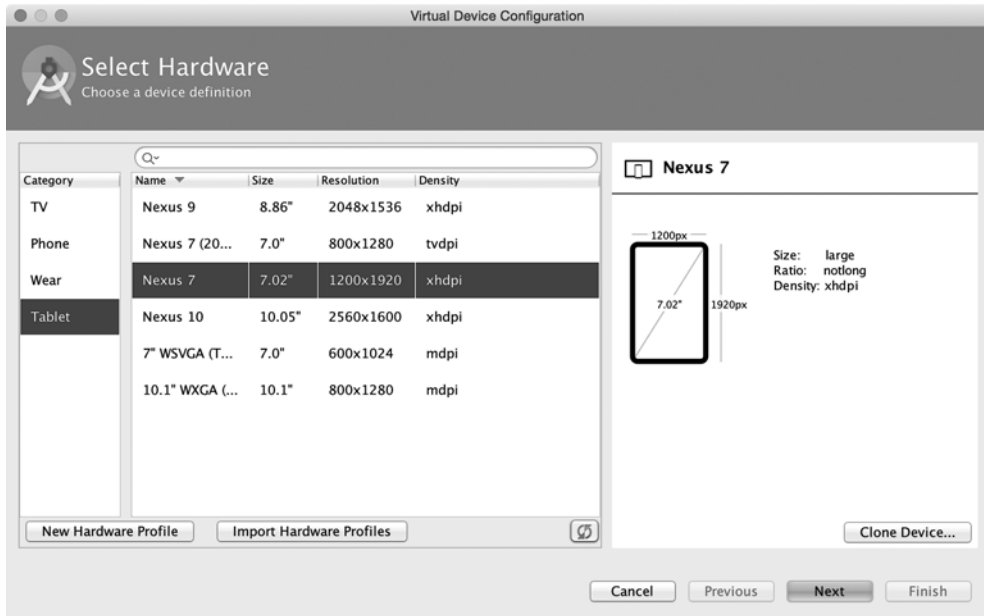 Virtual Device Configuration
Select Hardware
Choose a device definition
Category
TV
Phone
Wear
Tablet
Name Size Resolution Density
Nexus 9 8.86" 2048x1536 xhdpi
Nexus 7 (20... 7.0" 800x1280 tvdpi
Nexus 7 7.02" 1200x1920 xhdpi
Nexus 10 10.05" 2560x1600 xhdpi
7" WSVGA (T... 7.0" 600x1024 mdpi
10.1" WXGA (... 10.1" 800x1280 mdpi
New Hardware Profile Import Hardware Profiles
Nexus 7
1200px
7.02"
1920px
Size: large
Ratio: notlong
Density: xhdpi
Clone Device...
Cancel Previous Next Finish